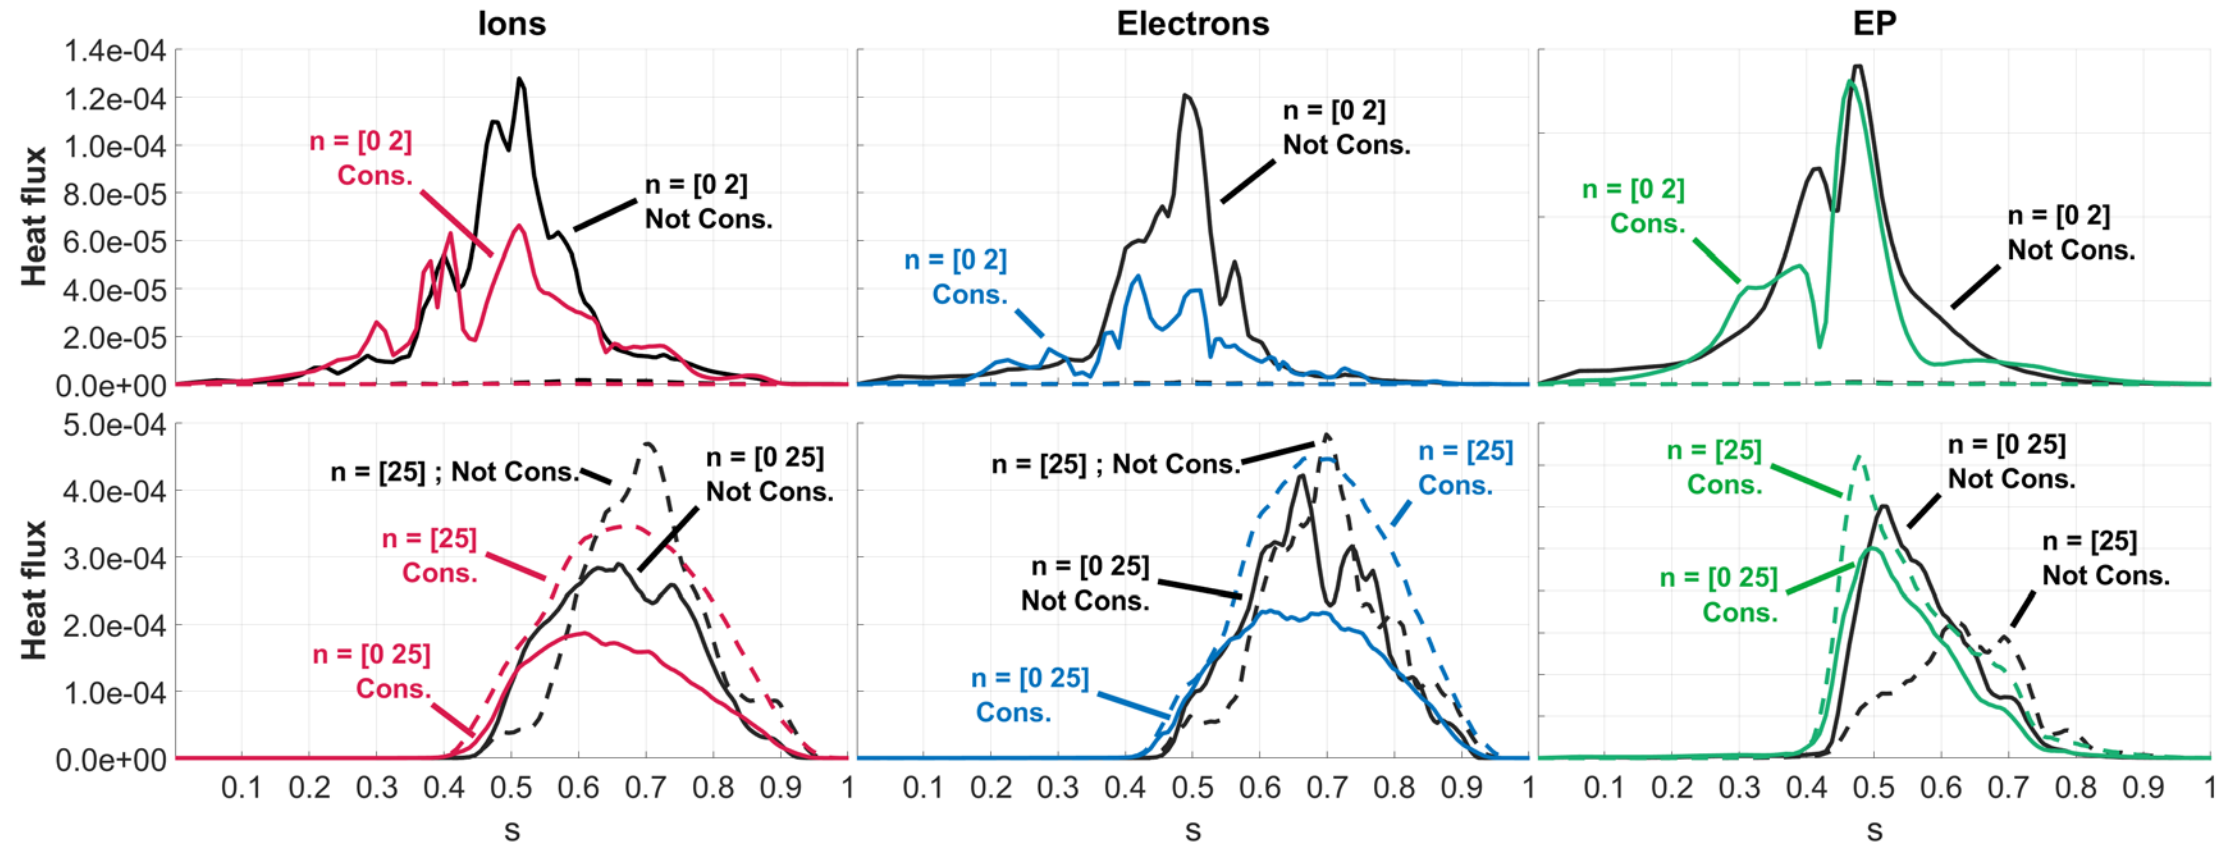 Ions
Electrons
EP
Heat flux
1.4e-04
1.2e-04
1.0e-04
8.0e-05
6.0e-05
4.0e-05
2.0e-05
0.0e+00
n = [0 2]
Cons.
n = [0 2]
Not Cons.
n = [0 2]
Cons.
n = [0 2]
Not Cons.
n = [0 2]
Cons.
n = [0 2]
Not Cons.
Heat flux
5.0e-04
4.0e-04
3.0e-04
2.0e-04
1.0e-04
0.0e+00
n = [25] ; Not Cons.
n = [0 25]
Not Cons.
n = [25]
Cons.
n = [0 25]
Cons.
0.1 0.2 0.3 0.4 0.5 0.6 0.7 0.8 0.9 1
s
n = [25] ; Not Cons.
n = [25]
Cons.
n = [0 25]
Not Cons.
n = [0 25]
Cons.
0.1 0.2 0.3 0.4 0.5 0.6 0.7 0.8 0.9 1
s
n = [25]
Cons.
n = [0 25]
Not Cons.
n = [25]
Not Cons.
n = [0 25]
Cons.
0.1 0.2 0.3 0.4 0.5 0.6 0.7 0.8 0.9 1
s